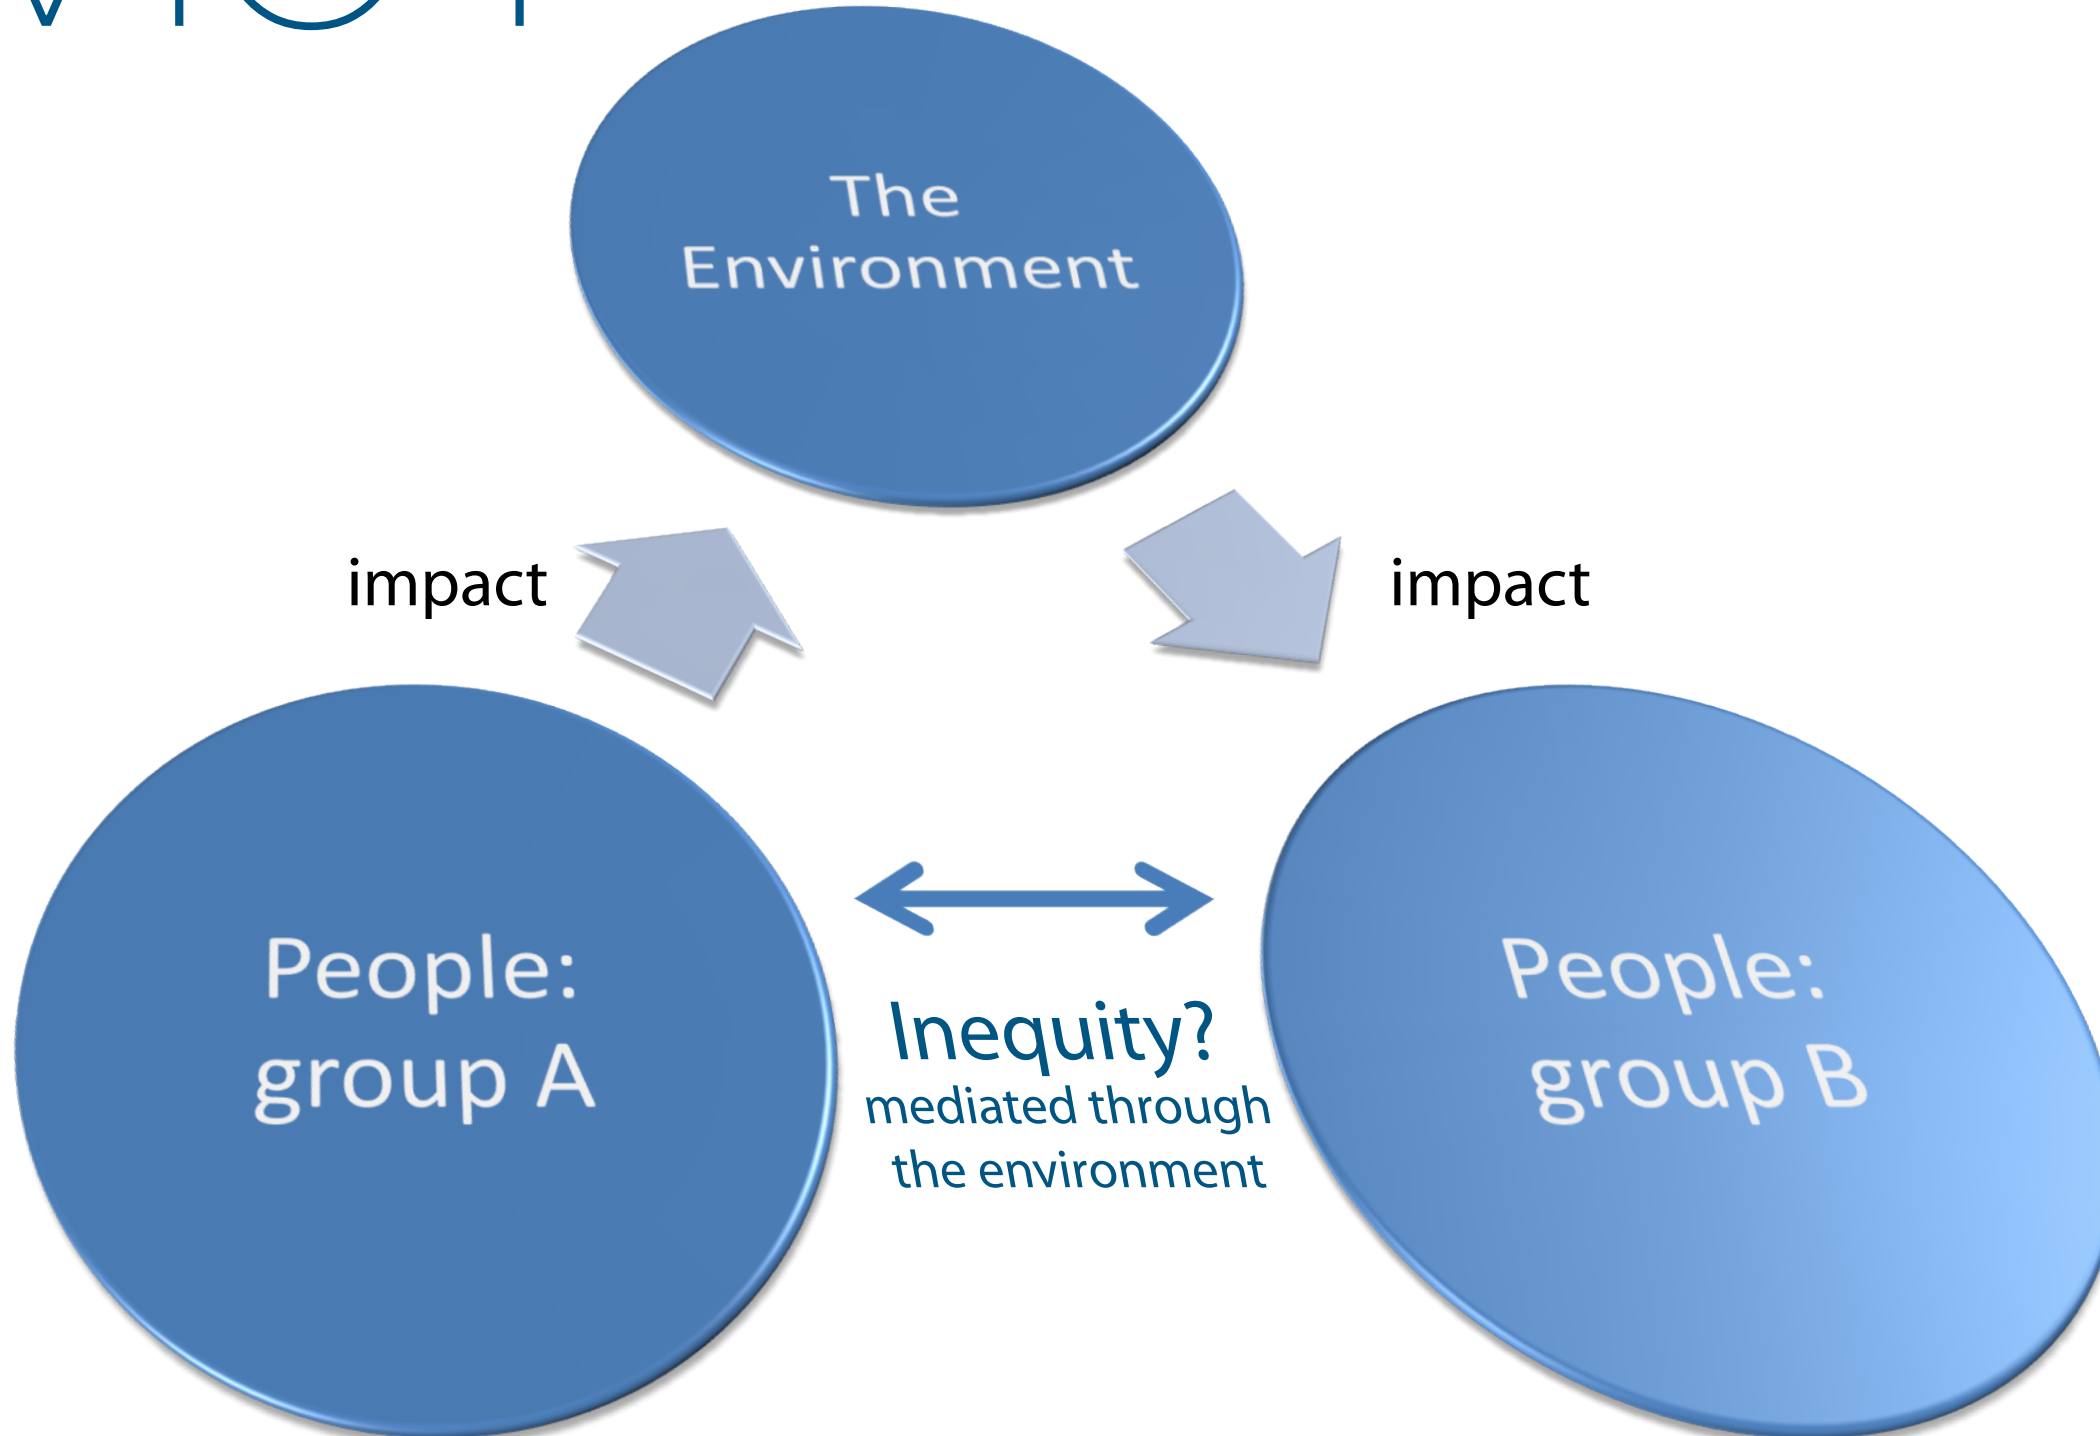 The
Environment
impact
impact
People:
group A
Inequity?
mediated through
the environment
People:
group B